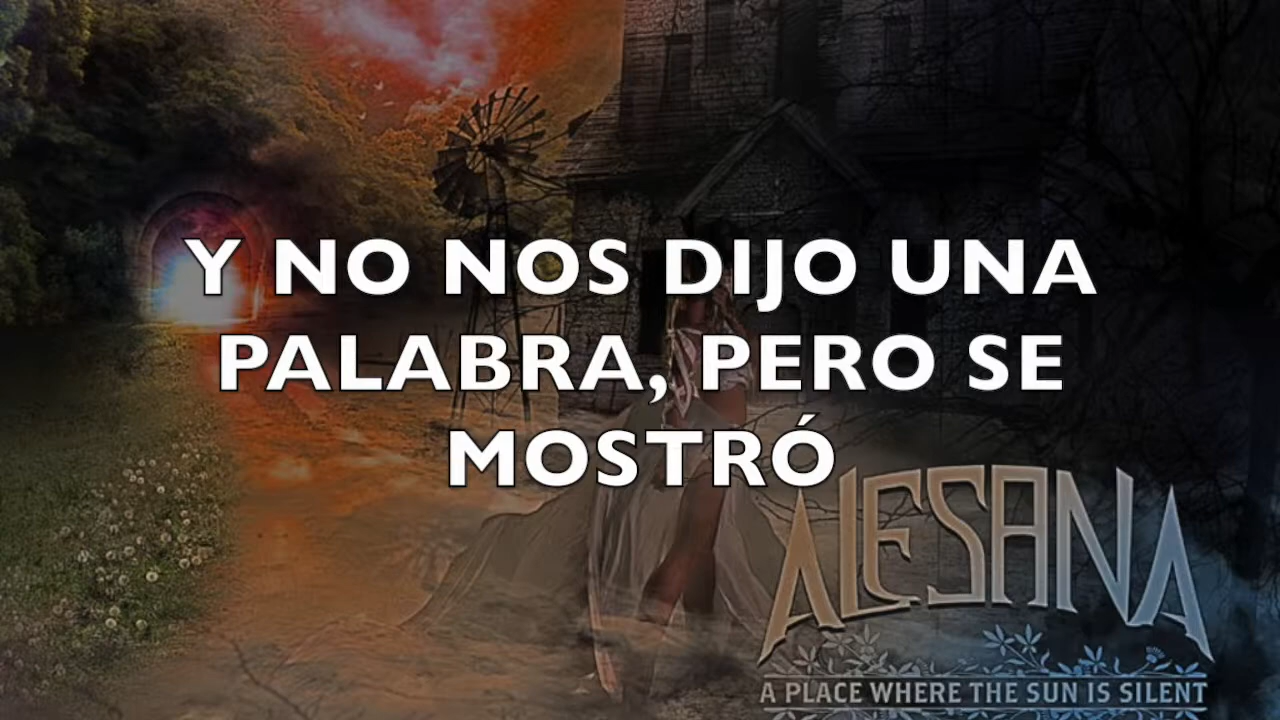 Y NO NOS DIJO UNA
PALABRA, PERO SE
MOSTRÓ
ALESANA
A PLACE WHERE THE SUN IS SILENT